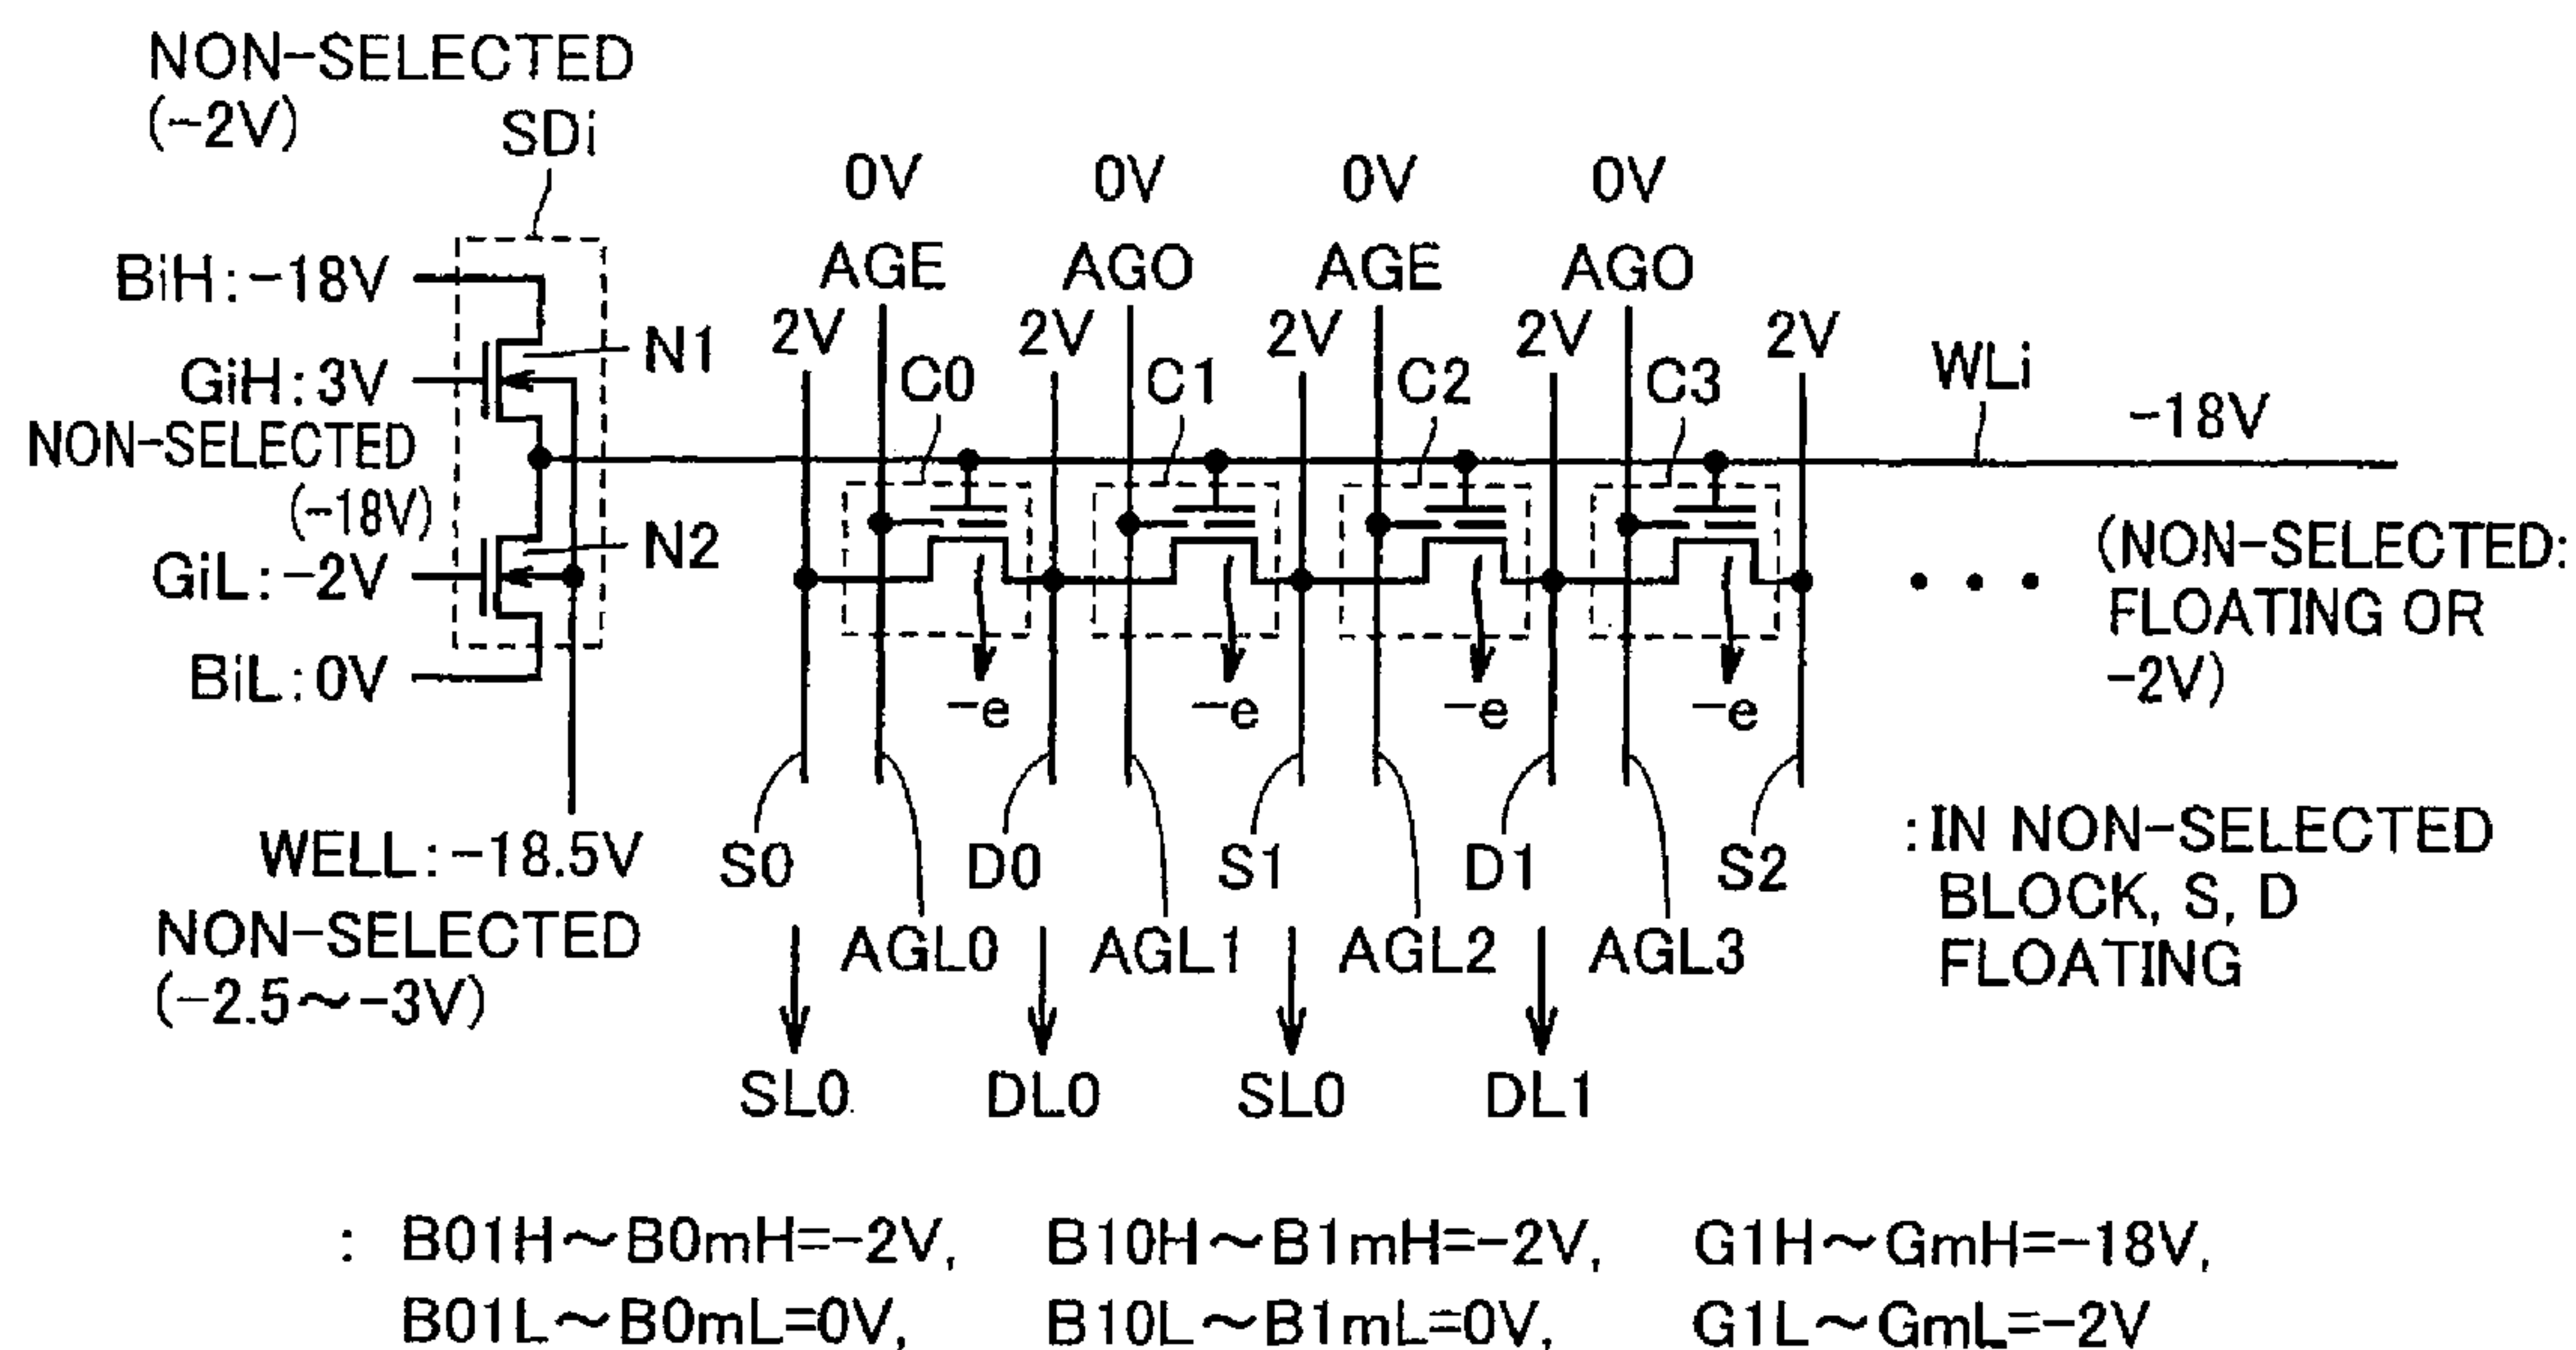 NON-SELECTED
(-2V)
SDi
0V 0V 0V 0V
BiH:-18V
AGE AGO AGE AGO
2V 2V 2V 2V 2V
N1
GiH:3V
C0 C1 C2 C3
WLi
-18V
NON-SELECTED
(-18V)
N2
GiL:-2V
(NON-SELECTED:
FLOATING OR
-2V)
BiL:0V
-e -e -e -e
WELL:-18.5V
NON-SELECTED
(-2.5~-3V)
S0 D0 S1 D1 S2
AGL0 AGL1 AGL2 AGL3
:IN NON-SELECTED
BLOCK, S, D
FLOATING
SL0 DL0 SL0 DL1
: B01H~B0mH=-2V, B10H~B1mH=-2V, G1H~GmH=-18V,
B01L~B0mL=0V, B10L~B1mL=0V, G1L~GmL=-2V